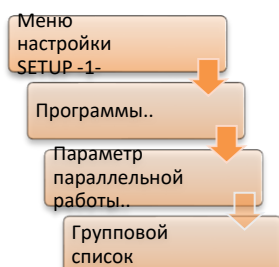 Меню
настройки
SETUP -1-
Программы..
Параметр
параллельной
работы..
Групповой
список